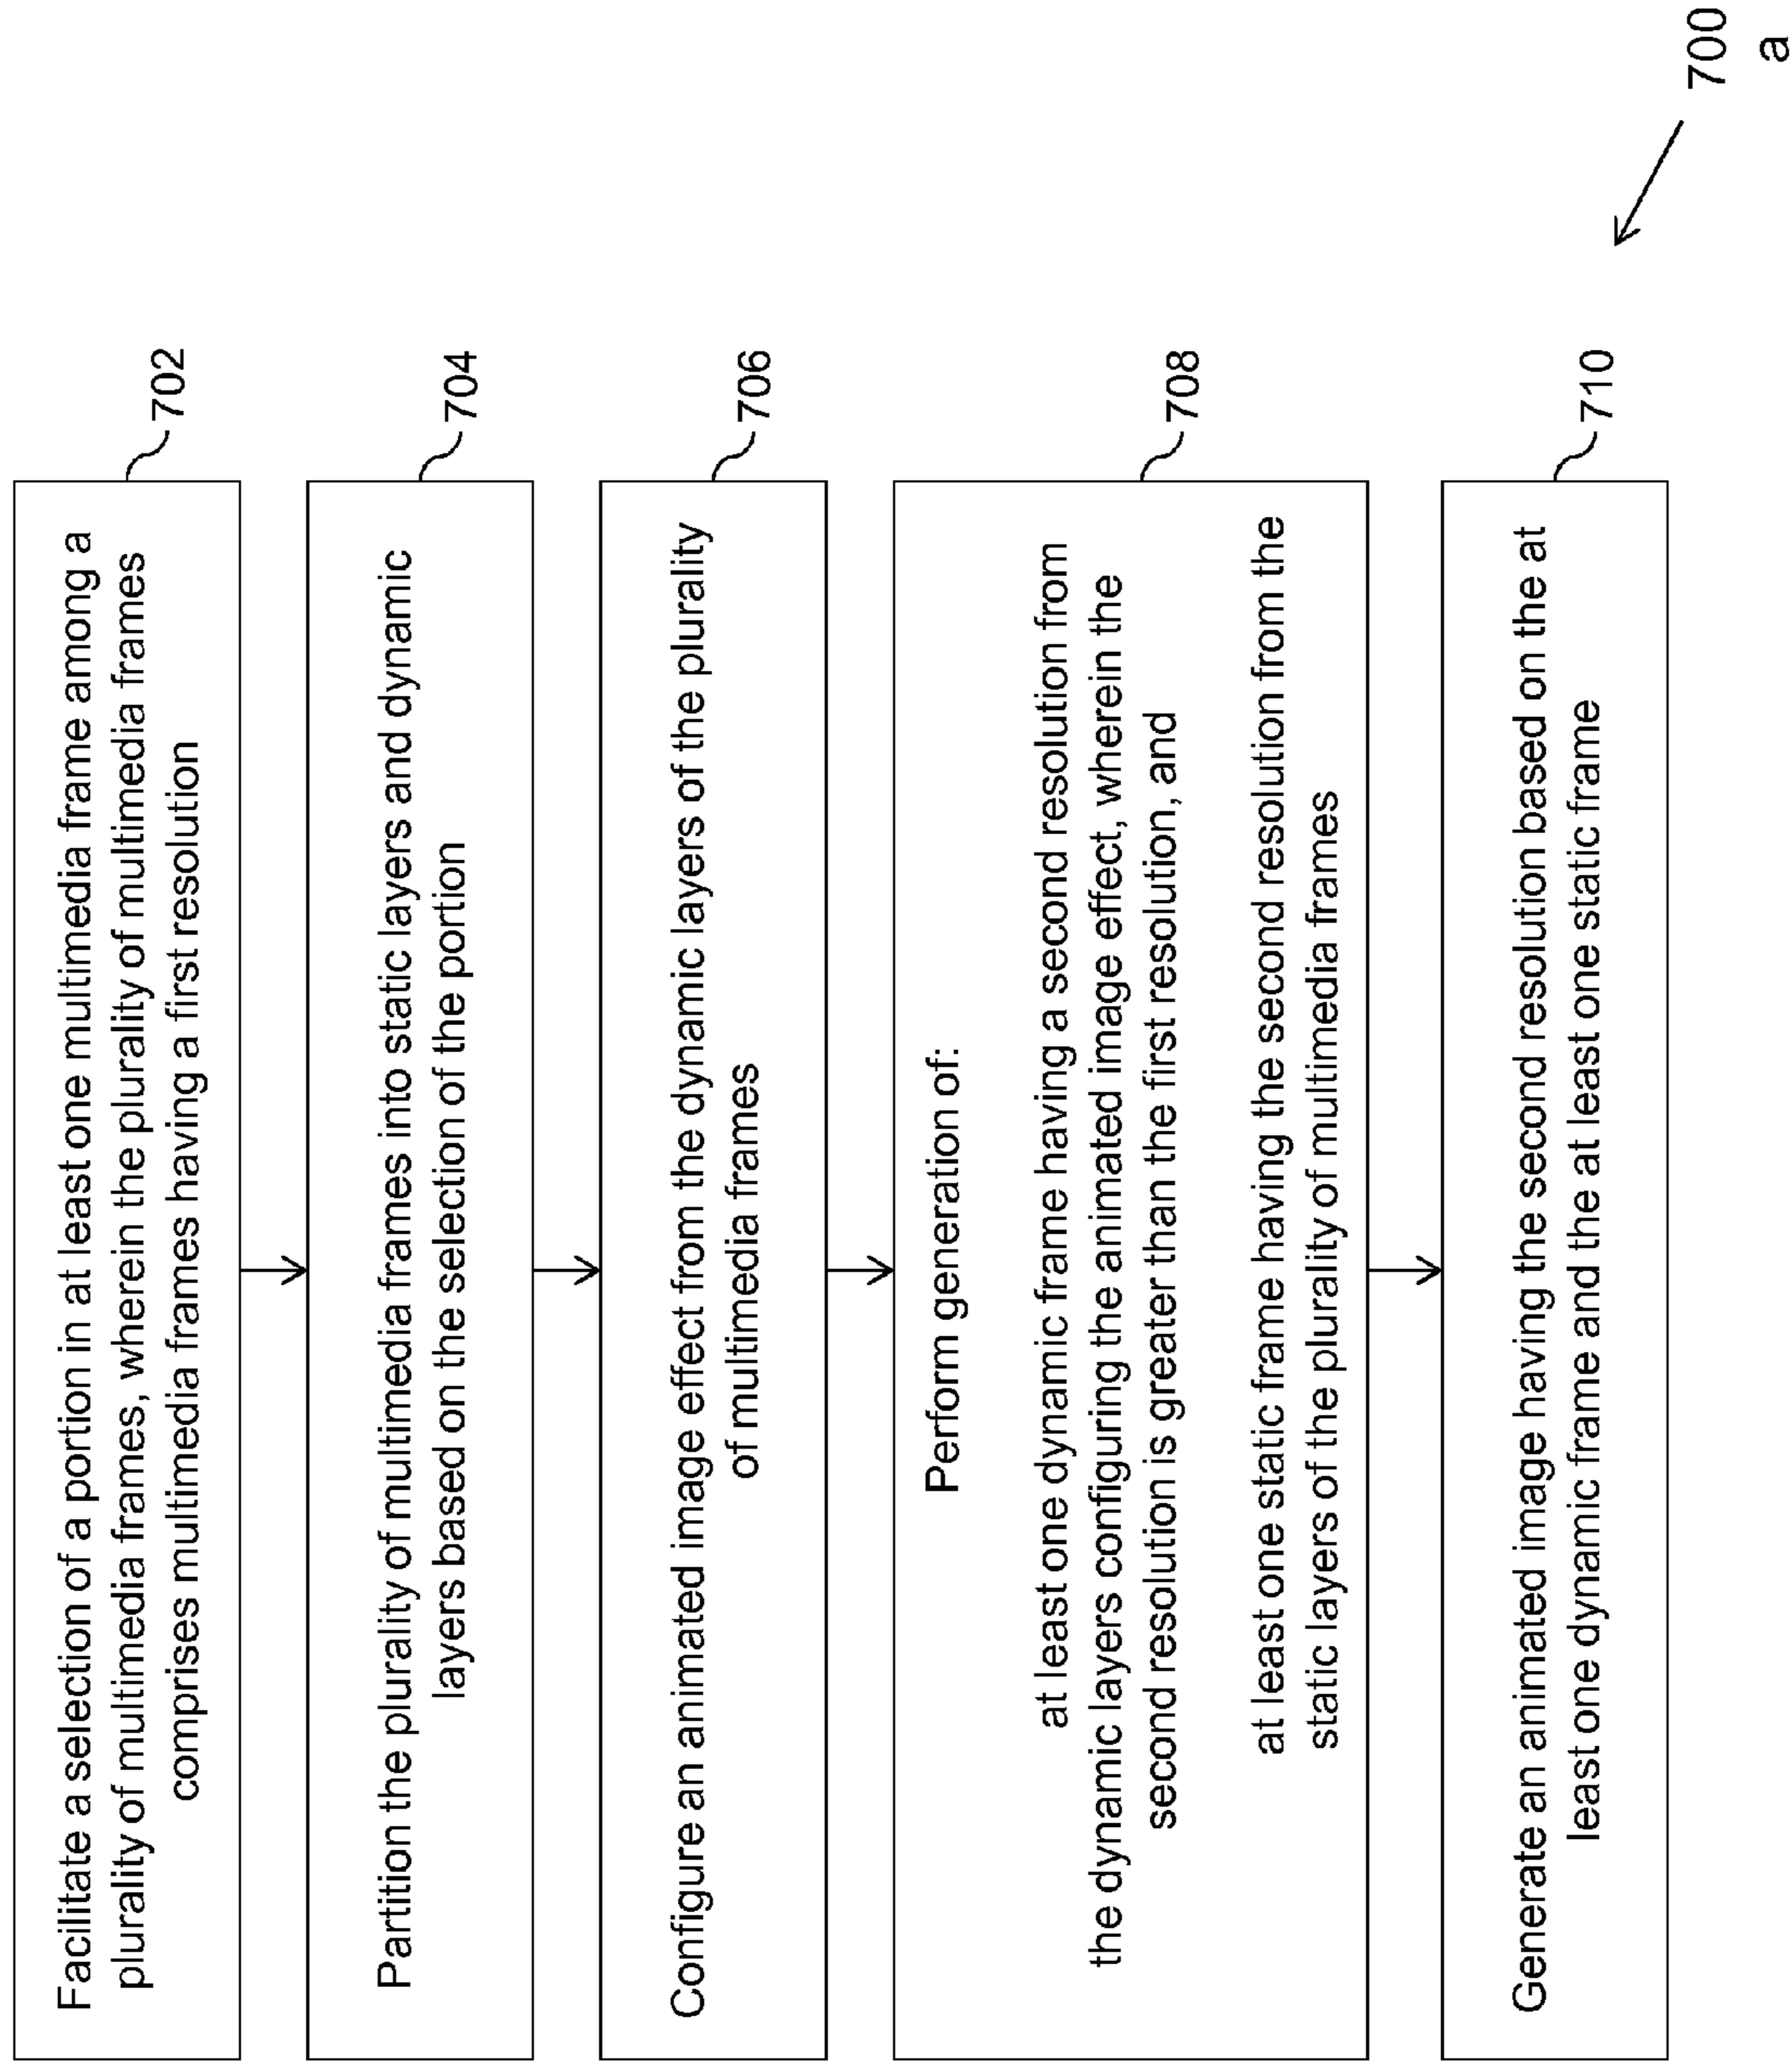 Facilitate a selection of a portion in at least one multimedia frame among a
plurality of multimedia frames, wherein the plurality of multimedia frames
comprises multimedia frames having a first resolution
702
Partition the plurality of multimedia frames into static layers and dynamic
layers based on the selection of the portion
704
Configure an animated image effect from the dynamic layers of the plurality
of multimedia frames
706
Perform generation of:
at least one dynamic frame having a second resolution from
the dynamic layers configuring the animated image effect, wherein the
second resolution is greater than the first resolution, and
at least one static frame having the second resolution from the
static layers of the plurality of multimedia frames
708
Generate an animated image having the second resolution based on the at
least one dynamic frame and the at least one static frame
710
700
a